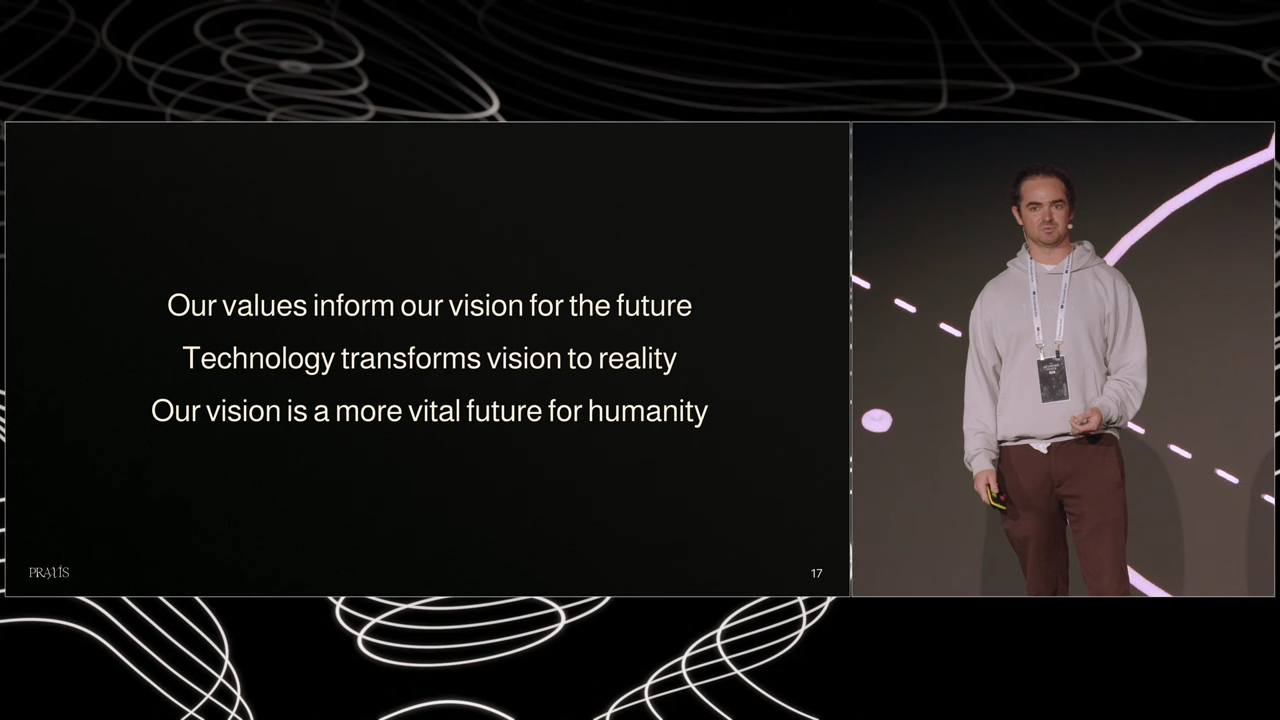 Our values inform our vision for the future
Technology transforms vision to reality
Our vision is a more vital future for humanity
PRAXIS
17